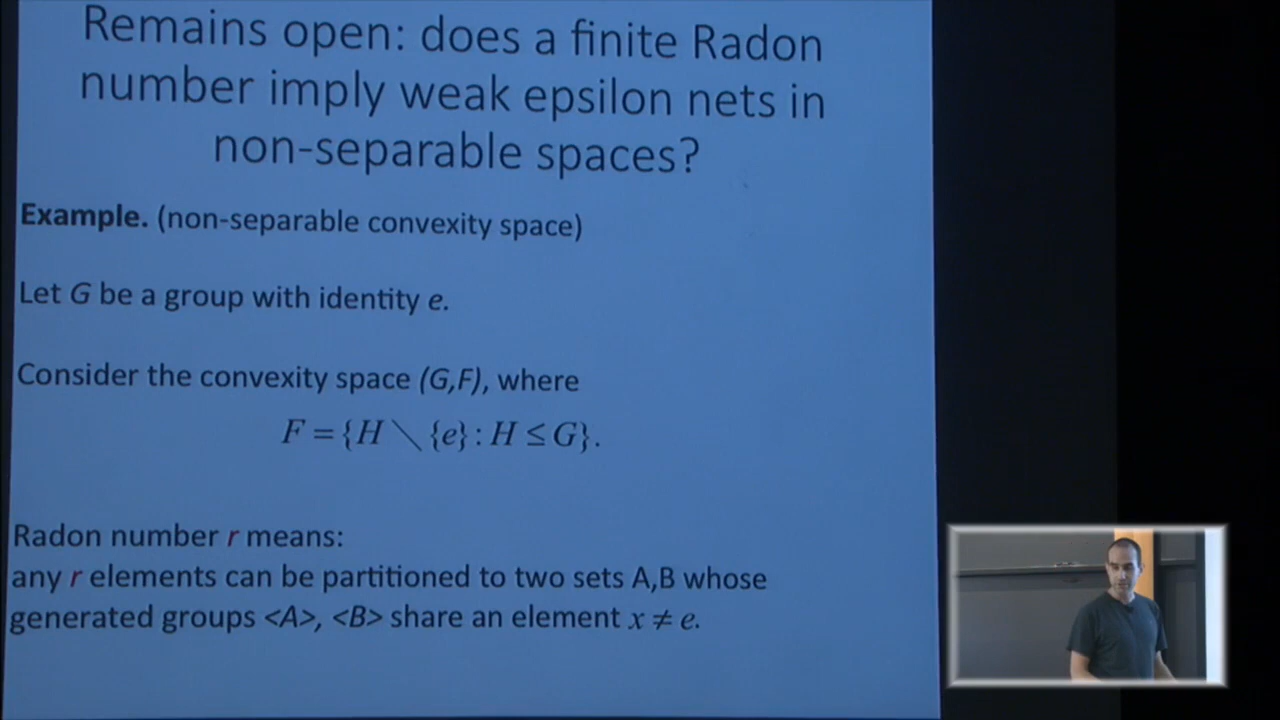 Remains open: does a finite Radon
number imply weak epsilon nets in
non-separable spaces?
Example. (non-separable convexity space)
Let G be a group with identity e.
Consider the convexity space (G,F), where
F = {H \ {e} : H ≤ G}.
Radon number r means:
any r elements can be partitioned to two sets A,B whose
generated groups <A>, <B> share an element x ≠ e.